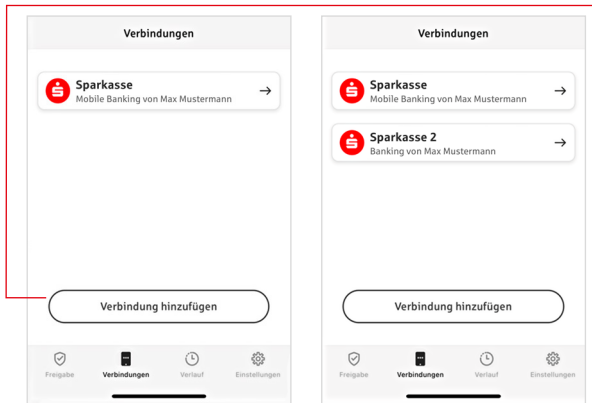 Verbindungen
Sparkasse
Mobile Banking von Max Mustermann
Verbindung hinzufügen
Freigabe Verbindungen Verlauf Einstellungen
Verbindungen
Sparkasse
Mobile Banking von Max Mustermann
Sparkasse 2
Banking von Max Mustermann
Verbindung hinzufügen
Freigabe Verbindungen Verlauf Einstellungen